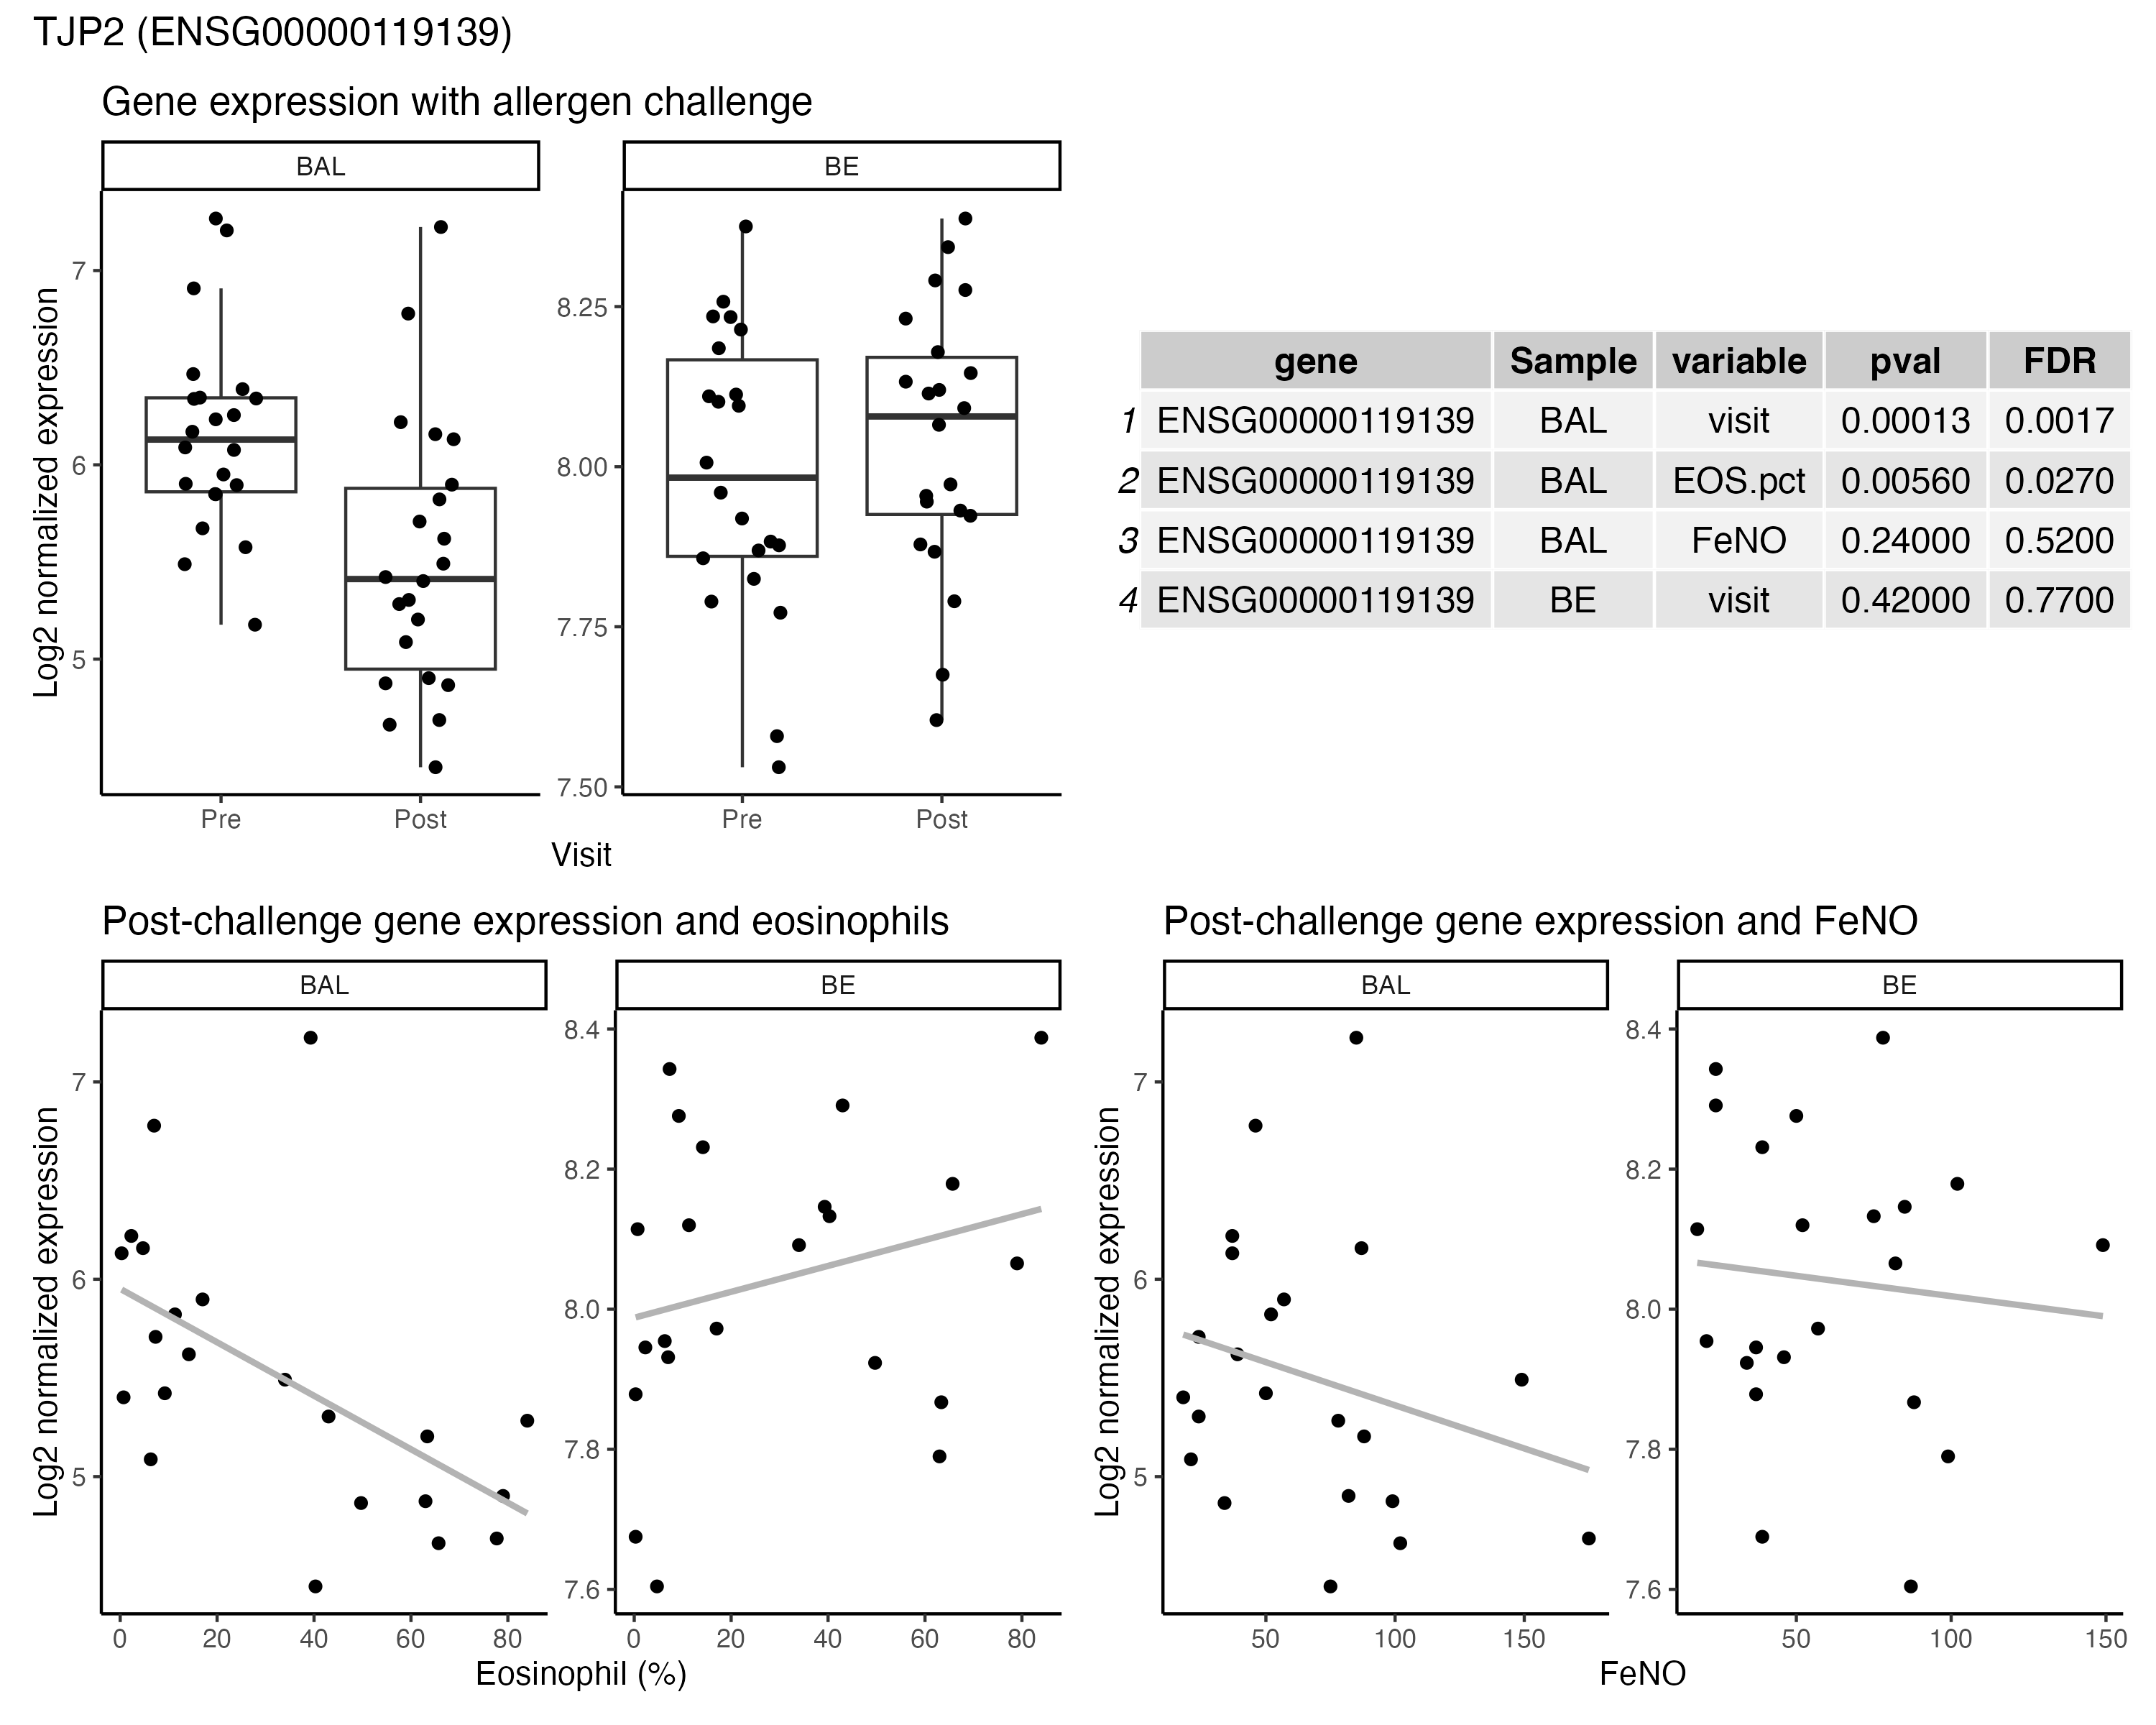 TJP2 (ENSG00000119139)
Gene expression with allergen challenge
BAL
BE
Log2 normalized expression
7
6
5
8.25
8.00
7.75
7.50
Pre
Post
Pre
Post
Visit
gene Sample variable pval FDR
1 ENSG00000119139 BAL visit 0.00013 0.0017
2 ENSG00000119139 BAL EOS.pct 0.00560 0.0270
3 ENSG00000119139 BAL FeNO 0.24000 0.5200
4 ENSG00000119139 BE visit 0.42000 0.7700
Post-challenge gene expression and eosinophils
BAL
BE
Log2 normalized expression
7
6
5
8.4
8.2
8.0
7.8
7.6
0 20 40 60 80
0 20 40 60 80
Eosinophil (%)
Post-challenge gene expression and FeNO
BAL
BE
Log2 normalized expression
7
6
5
8.4
8.2
8.0
7.8
7.6
50 100 150
50 100 150
FeNO